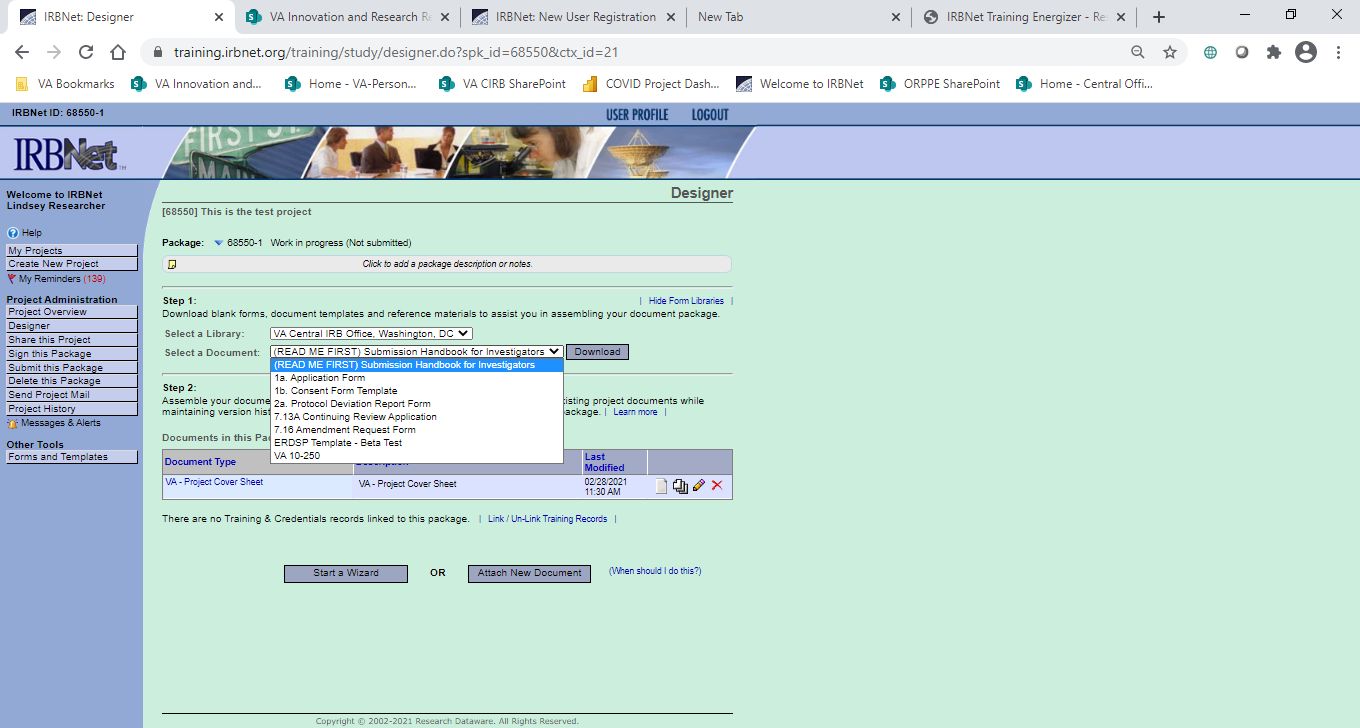 IRBNet: Designer
VA Innovation and Research Re
IRBNet: New User Registration
New Tab
IRBNet Training Energizer - Re
training.irbnet.org/training/study/designer.do?spk_id=68550&ctx_id=21
VA Bookmarks
VA Innovation and...
Home - VA-Person...
VA CIRB SharePoint
COVID Project Dash...
Welcome to IRBNet
ORPPE SharePoint
Home - Central Offi...
IRBNet ID: 68550-1
USER PROFILE
LOGOUT
IRBNet
FIRST ST
MAIN
Welcome to IRBNet
Lindsey Researcher
Help
My Projects
Create New Project
My Reminders (139)
Project Administration
Project Overview
Designer
Share this Project
Sign this Package
Submit this Package
Delete this Package
Send Project Mail
Project History
Messages & Alerts
Other Tools
Forms and Templates
Designer
[68550] This is the test project
Package: 68550-1 Work in progress (Not submitted)
Click to add a package description or notes.
Step 1:
| Hide Form Libraries |
Download blank forms, document templates and reference materials to assist you in assembling your document package.
Select a Library: VA Central IRB Office, Washington, DC
Select a Document: (READ ME FIRST) Submission Handbook for Investigators Download
(READ ME FIRST) Submission Handbook for Investigators
1a. Application Form
1b. Consent Form Template
2a. Protocol Deviation Report Form
7.13A Continuing Review Application
7.16 Amendment Request Form
ERDSP Template - Beta Test
VA 10-250
Step 2:
Assemble your docume xisting project documents while
maintaining version hist package. | Learn more |
Documents in this Pac
Document Type
Last Modified
VA - Project Cover Sheet
VA - Project Cover Sheet
02/28/2021
11:30 AM
There are no Training & Credentials records linked to this package. | Link / Un-Link Training Records |
Start a Wizard OR Attach New Document (When should I do this?)
Copyright © 2002-2021 Research Dataware. All Rights Reserved.